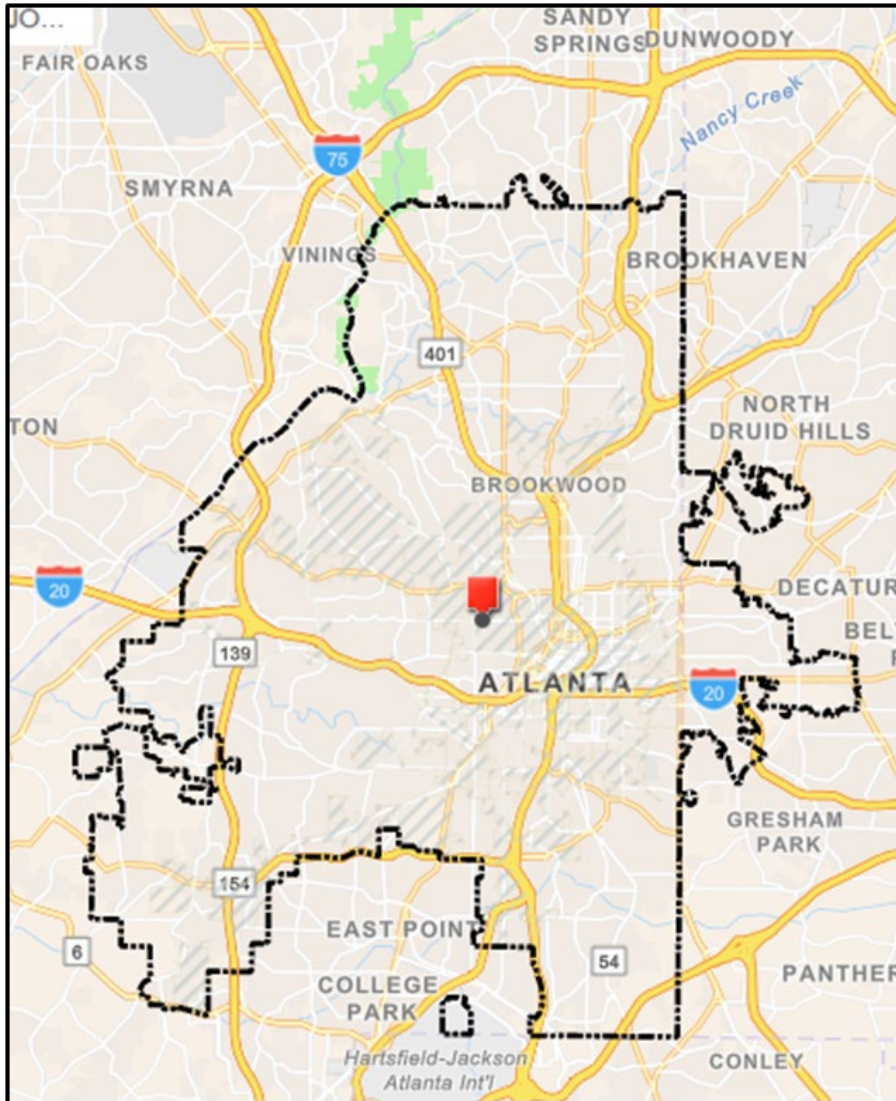 JO...
SANDY
SPRINGS
DUNWOODY
FAIR OAKS
Nancy Creek
75
SMYRNA
VININGS
BROOKHAVEN
401
NORTH
DRUID HILLS
TON
BROOKWOOD
20
DECATUR
BEL
139
ATLANTA
20
GRESHAM
PARK
154
EAST POINT
6
54
PANTHER
COLLEGE
PARK
Hartsfield-Jackson
Atlanta Int'l
CONLEY